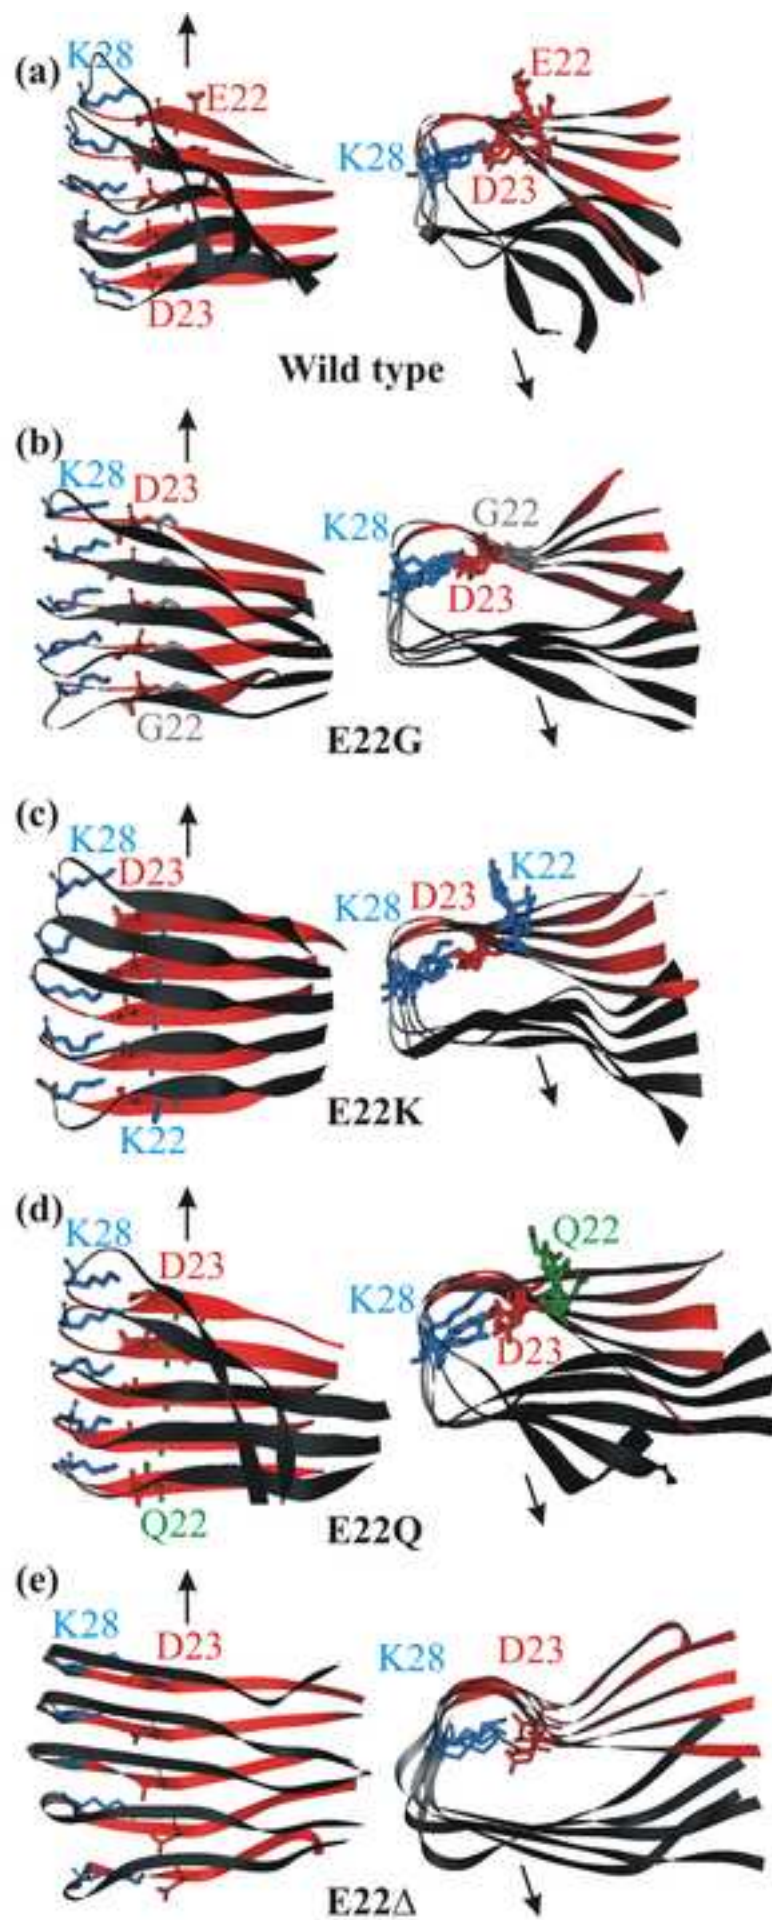 (a)
K28
E22
E22
K28
D23
D23
Wild type
(b)
K28
D23
G22
K28
D23
G22
E22G
(c)
K28
D23
K22
K28
D23
K22
E22K
(d)
K28
D23
Q22
K28
D23
Q22
E22Q
(e)
K28
D23
K28
D23
E22Δ